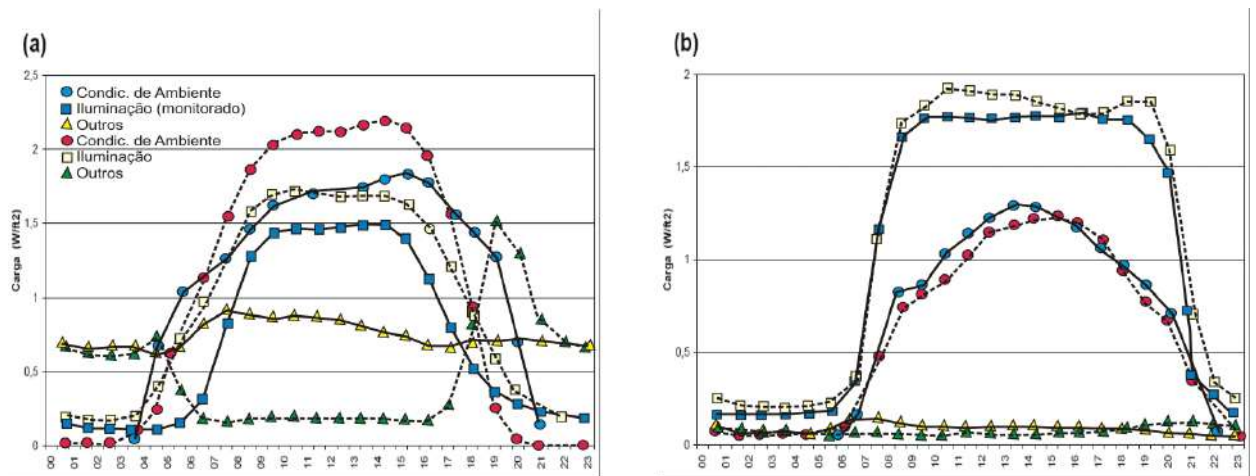 (a)
Carga (W/ft2)
2,5
2
1,5
1
0,5
0
Condic. de Ambiente
Iluminação (monitorado)
Outros
Condic. de Ambiente
Iluminação
Outros
00 01 02 03 04 05 06 07 08 09 10 11 12 13 14 15 16 17 18 19 20 21 22 23
(b)
Carga (W/ft2)
2
1,5
1
0,5
0
00 01 02 03 04 05 06 07 08 09 10 11 12 13 14 15 16 17 18 19 20 21 22 23